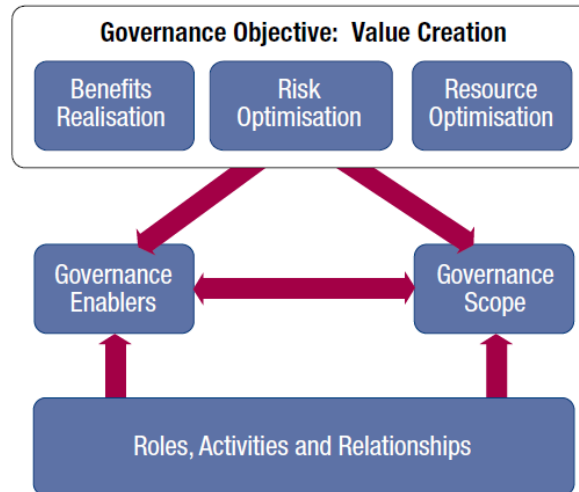 Governance Objective: Value Creation
Benefits
Realisation
Risk
Optimisation
Resource
Optimisation
Governance
Enablers
Governance
Scope
Roles, Activities and Relationships